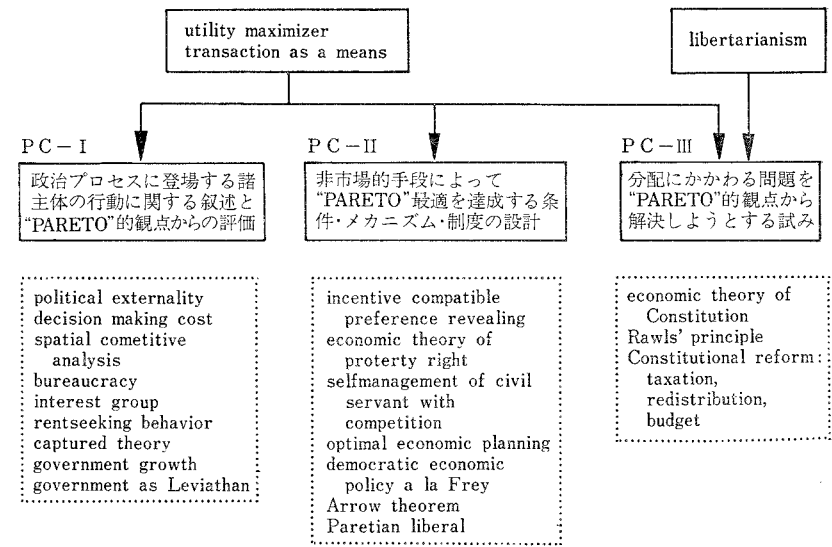 utility maximizer
transaction as a means
libertarianism
PC-I
政治プロセスに登場する諸
主体の行動に関する叙述と
“PARETO”的観点からの評価
PC-II
非市場的手段によって
“PARETO”最適を達成する条
件・メカニズム・制度の設計
PC-III
分配にかかわる問題を
“PARETO”的観点から
解決しようとする試み
political externality
decision making cost
spatial cometitive
analysis
bureaucracy
interest group
rentseeking behavior
captured theory
government growth
government as Leviathan
incentive compatible
preference revealing
economic theory of
proterty right
selfmanagement of civil
servant with
competition
optimal economic planning
democratic economic
policy a la Frey
Arrow theorem
Paretian liberal
economic theory of
Constitution
Rawls' principle
Constitutional reform:
taxation,
redistribution,
budget